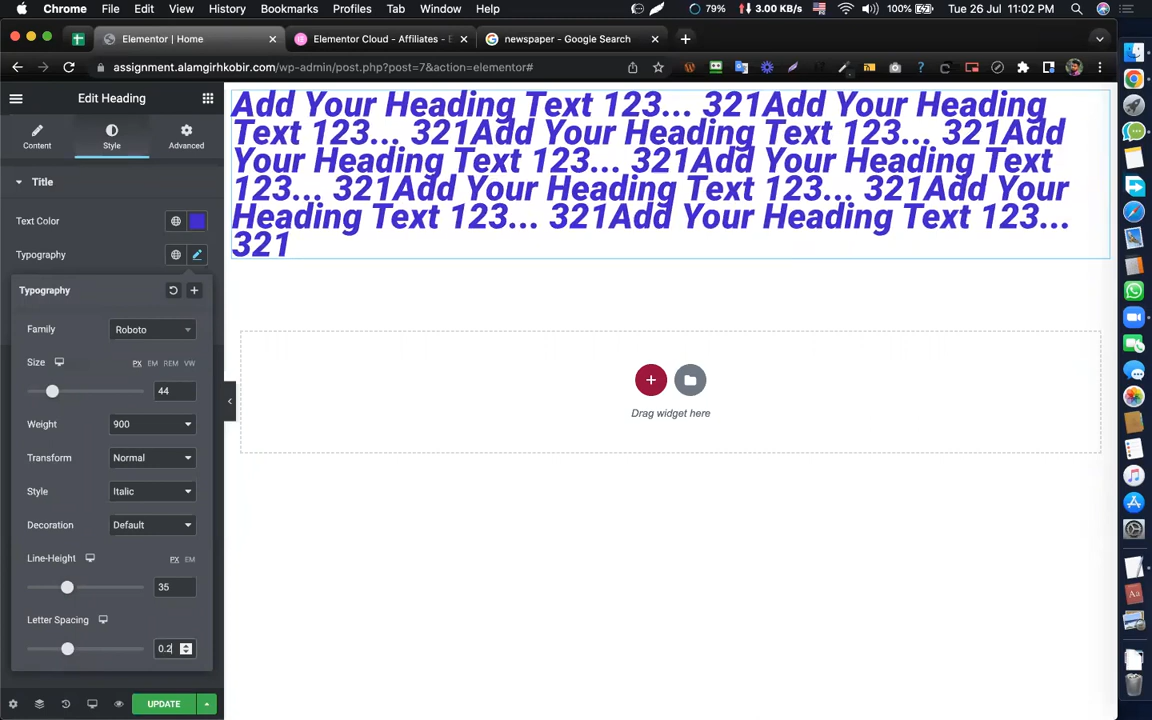 Chrome File Edit View History Bookmarks Profiles Tab Window Help 79% 3.00 KB/s 100% Tue 26 Jul 11:02 PM
Elementor | Home Elementor Cloud - Affiliates - E newspaper - Google Search
assignment.alamgirhkobir.com/wp-admin/post.php?post=7&action=elementor#
Edit Heading
Content Style Advanced
Title
Text Color
Typography
Typography
Family Roboto
Size PX EM REM VW
44
Weight 900
Transform Normal
Style Italic
Decoration Default
Line-Height PX EM
35
Letter Spacing
0.2
UPDATE
Add Your Heading Text 123... 321Add Your Heading
Text 123... 321Add Your Heading Text 123... 321Add
Your Heading Text 123... 321Add Your Heading Text
123... 321Add Your Heading Text 123... 321Add Your
Heading Text 123... 321Add Your Heading Text 123...
321
Drag widget here